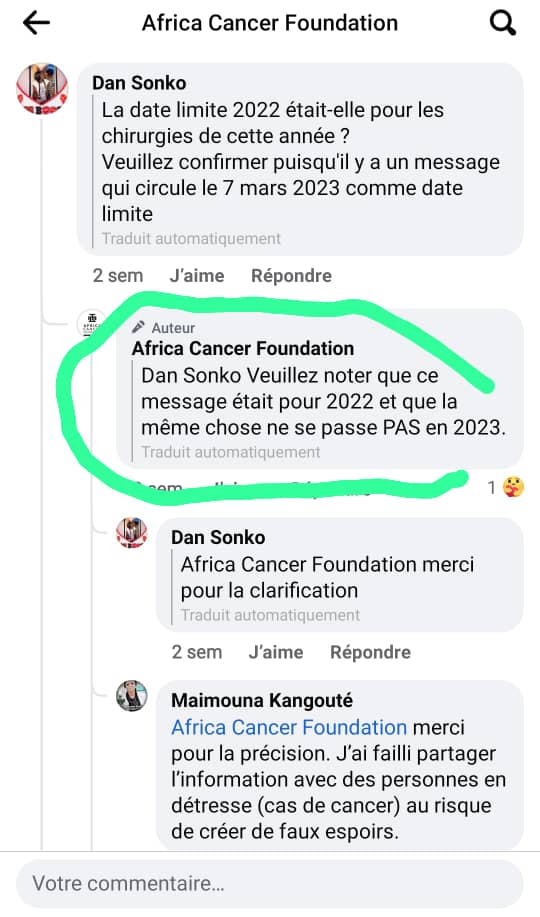 Africa Cancer Foundation
Dan Sonko
La date limite 2022 était-elle pour les
chirurgies de cette année ?
Veuillez confirmer puisqu'il y a un message
qui circule le 7 mars 2023 comme date
limite
Traduit automatiquement
2 sem J'aime Répondre
Auteur
Africa Cancer Foundation
Dan Sonko Veuillez noter que ce
message était pour 2022 et que la
même chose ne se passe PAS en 2023.
Traduit automatiquement
sem
1
Dan Sonko
Africa Cancer Foundation merci
pour la clarification
Traduit automatiquement
2 sem J'aime Répondre
Maimouna Kangouté
Africa Cancer Foundation merci
pour la précision. J'ai failli partager
l'information avec des personnes en
détresse (cas de cancer) au risque
de créer de faux espoirs.
Votre commentaire...